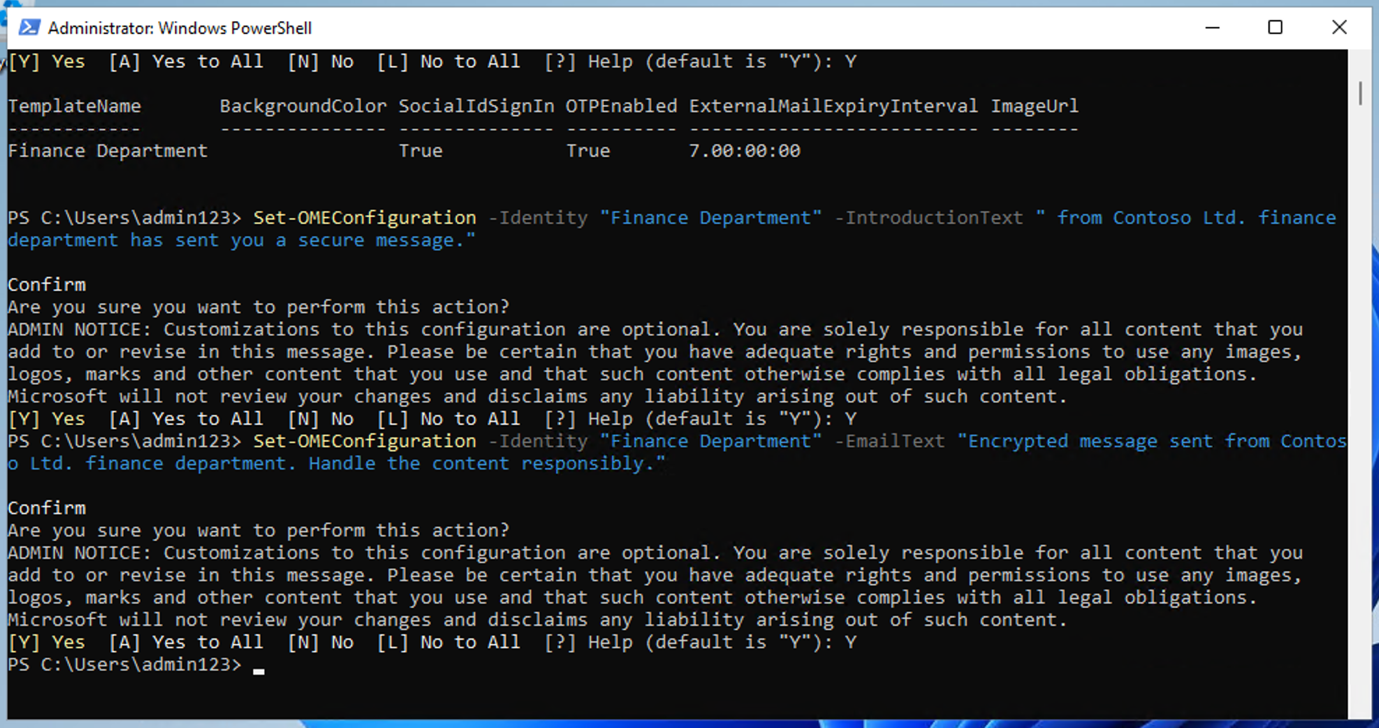 Administrator: Windows PowerShell
[Y] Yes  [A] Yes to All  [N] No  [L] No to All  [?] Help (default is "Y"): Y
TemplateName       BackgroundColor SocialIdSignIn OTPEnabled ExternalMailExpiryInterval ImageUrl
------------       --------------- -------------- ---------- -------------------------- --------
Finance Department                 True           True       7.00:00:00
PS C:\Users\admin123> Set-OMEConfiguration -Identity "Finance Department" -IntroductionText " from Contoso Ltd. finance
department has sent you a secure message."
Confirm
Are you sure you want to perform this action?
ADMIN NOTICE: Customizations to this configuration are optional. You are solely responsible for all content that you
add to or revise in this message. Please be certain that you have adequate rights and permissions to use any images,
logos, marks and other content that you use and that such content otherwise complies with all legal obligations.
Microsoft will not review your changes and disclaims any liability arising out of such content.
[Y] Yes  [A] Yes to All  [N] No  [L] No to All  [?] Help (default is "Y"): Y
PS C:\Users\admin123> Set-OMEConfiguration -Identity "Finance Department" -EmailText "Encrypted message sent from Contos
o Ltd. finance department. Handle the content responsibly."
Confirm
Are you sure you want to perform this action?
ADMIN NOTICE: Customizations to this configuration are optional. You are solely responsible for all content that you
add to or revise in this message. Please be certain that you have adequate rights and permissions to use any images,
logos, marks and other content that you use and that such content otherwise complies with all legal obligations.
Microsoft will not review your changes and disclaims any liability arising out of such content.
[Y] Yes  [A] Yes to All  [N] No  [L] No to All  [?] Help (default is "Y"): Y
PS C:\Users\admin123>